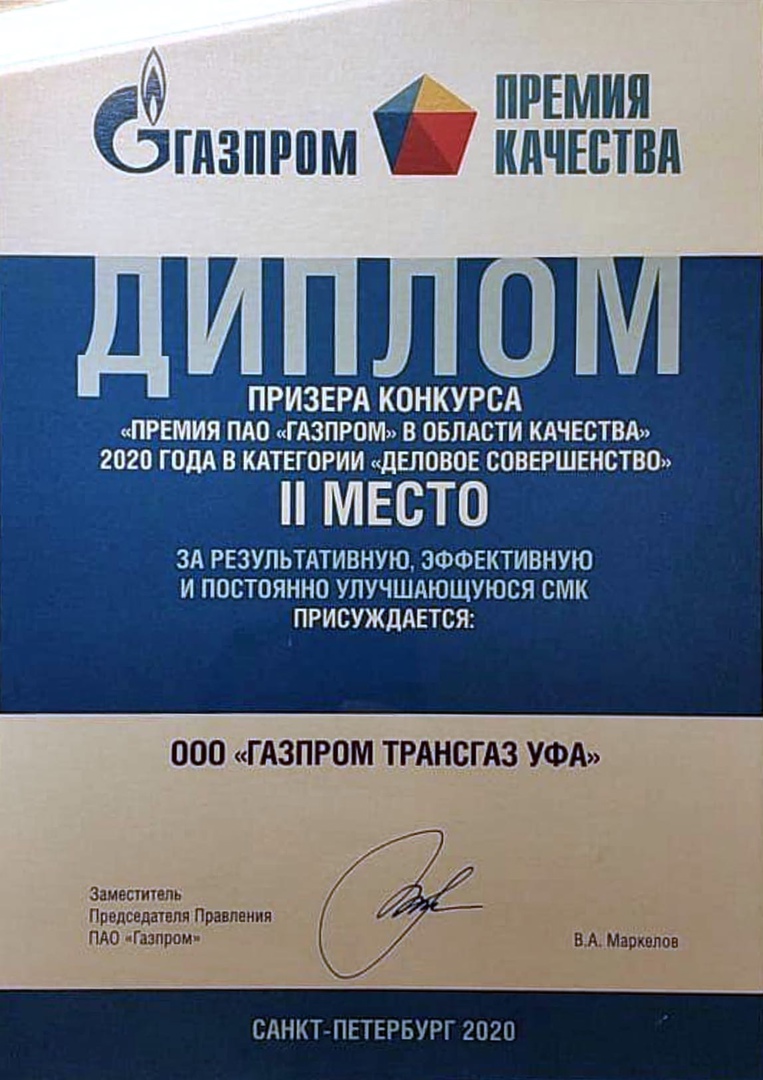 ГАЗПРОМ
ПРЕМИЯ
КАЧЕСТВА
ДИПЛОМ
ПРИЗЕРА КОНКУРСА
«ПРЕМИЯ ПАО «ГАЗПРОМ» В ОБЛАСТИ КАЧЕСТВА»
2020 ГОДА В КАТЕГОРИИ «ДЕЛОВОЕ СОВЕРШЕНСТВО»
II МЕСТО
ЗА РЕЗУЛЬТАТИВНУЮ, ЭФФЕКТИВНУЮ
И ПОСТОЯННО УЛУЧШАЮЩУЮСЯ СМК
ПРИСУЖДАЕТСЯ:
ООО «ГАЗПРОМ ТРАНСГАЗ УФА»
Заместитель
Председателя Правления
ПАО «Газпром»
В.А. Маркелов
САНКТ-ПЕТЕРБУРГ 2020